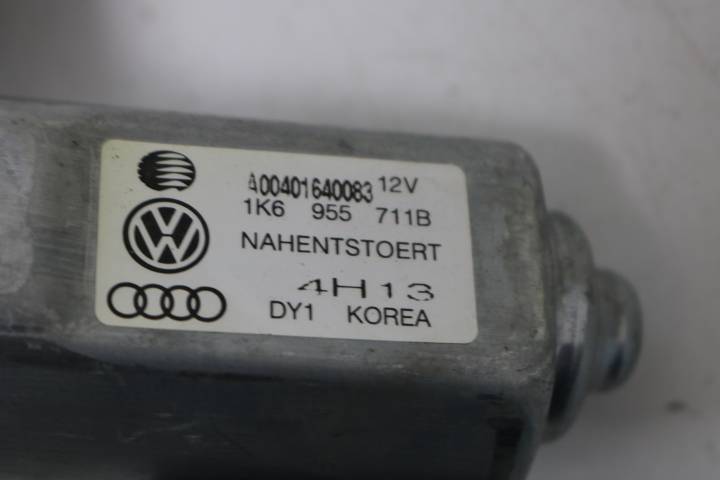 A00401640083 12V
1K6 955 711B
NAHENTSTOERT
4H13
DY1 KOREA